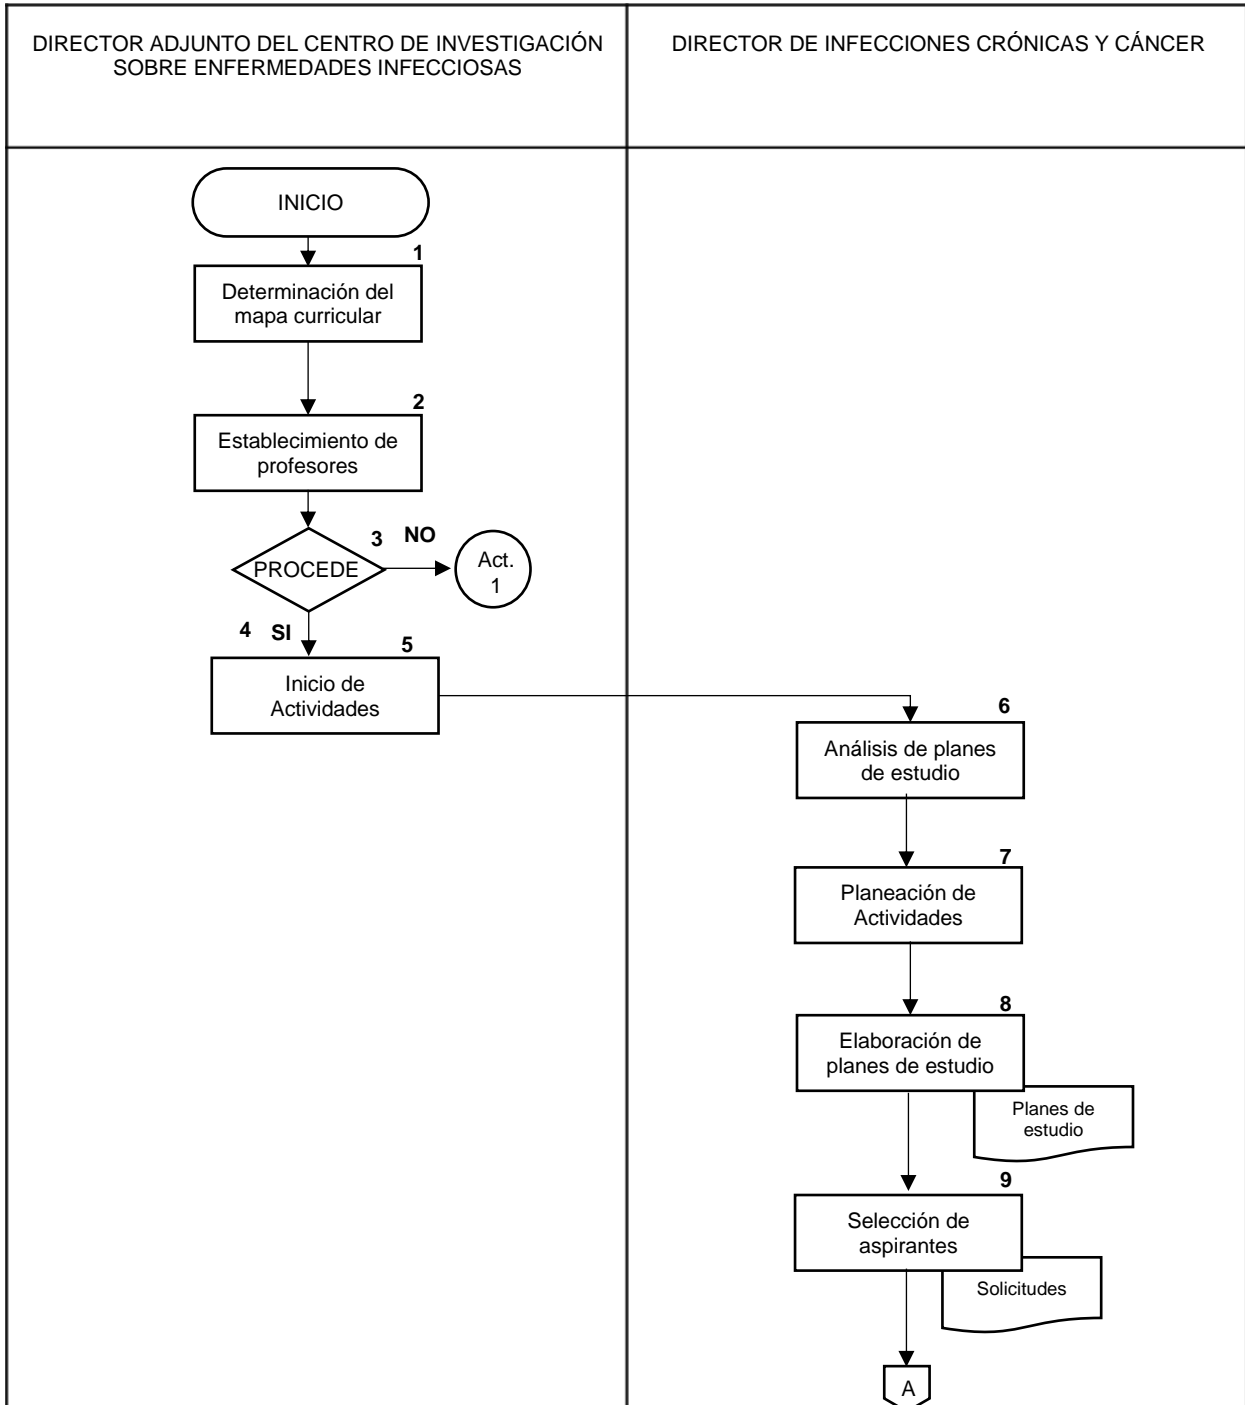 DIRECTOR ADJUNTO DEL CENTRO DE INVESTIGACIÓN
SOBRE ENFERMEDADES INFECCIOSAS
DIRECTOR DE INFECCIONES CRÓNICAS Y CÁNCER
INICIO
1
Determinación del
mapa curricular
2
Establecimiento de
profesores
3
NO
PROCEDE
Act.
1
4
SI
5
Inicio de
Actividades
6
Análisis de planes
de estudio
7
Planeación de
Actividades
8
Elaboración de
planes de estudio
Planes de
estudio
9
Selección de
aspirantes
Solicitudes
A